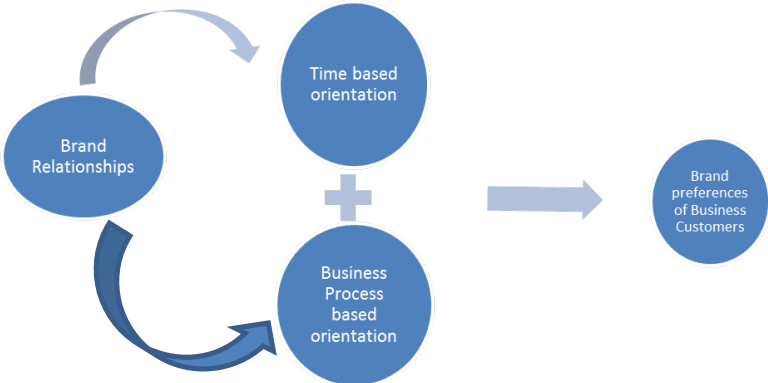 Brand
Relationships
Time based
orientation
Business
Process
based
orientation
Brand
preferences
of Business
Customers